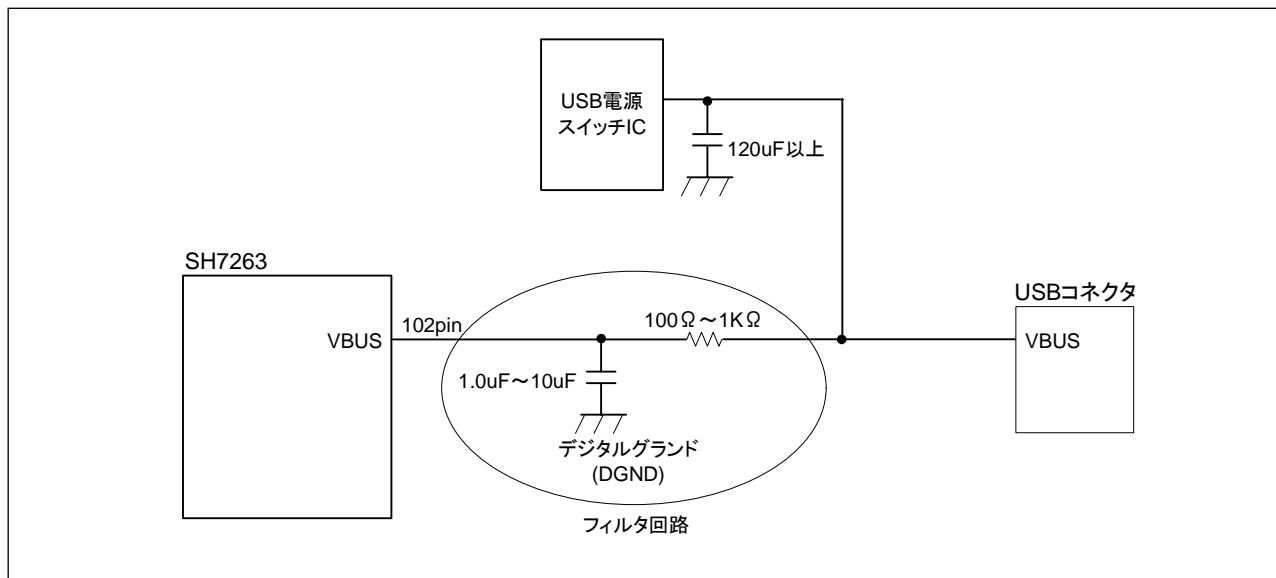 USB電源
スイッチIC
120uF以上
SH7263
VBUS
102pin
100Ω～1KΩ
USBコネクタ
VBUS
1.0uF～10uF
デジタルグランド
(DGND)
フィルタ回路